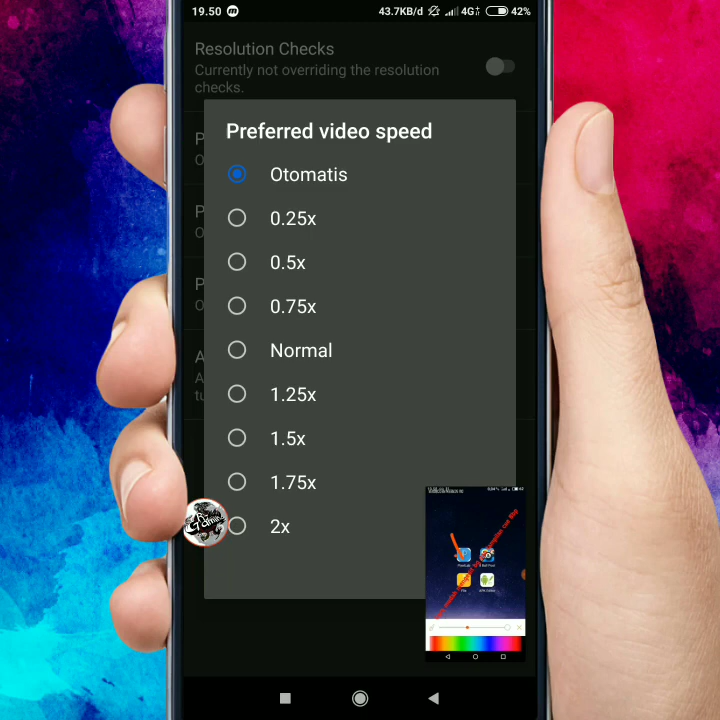 19.50
43.7KB/d
4G
42%
Resolution Checks
Currently not overriding the resolution
checks.
P
O
P
O
P
O
A
A
tu
Preferred video speed
Otomatis
0.25x
0.5x
0.75x
Normal
1.25x
1.5x
1.75x
2x